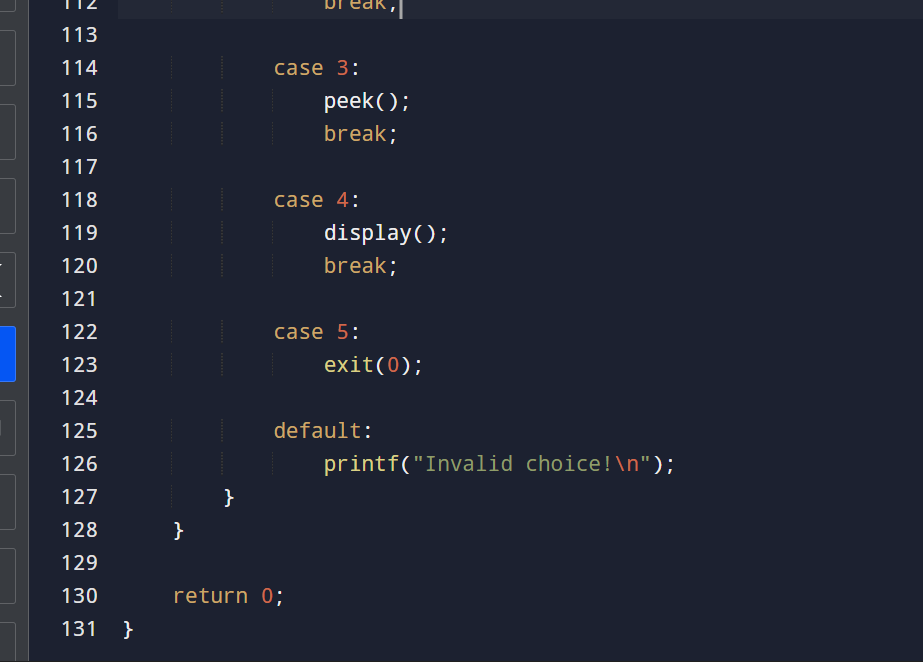 112 break;
113
114 case 3:
115 peek();
116 break;
117
118 case 4:
119 display();
120 break;
121
122 case 5:
123 exit(0);
124
125 default:
126 printf("Invalid choice!\n");
127 }
128 }
129
130 return 0;
131 }